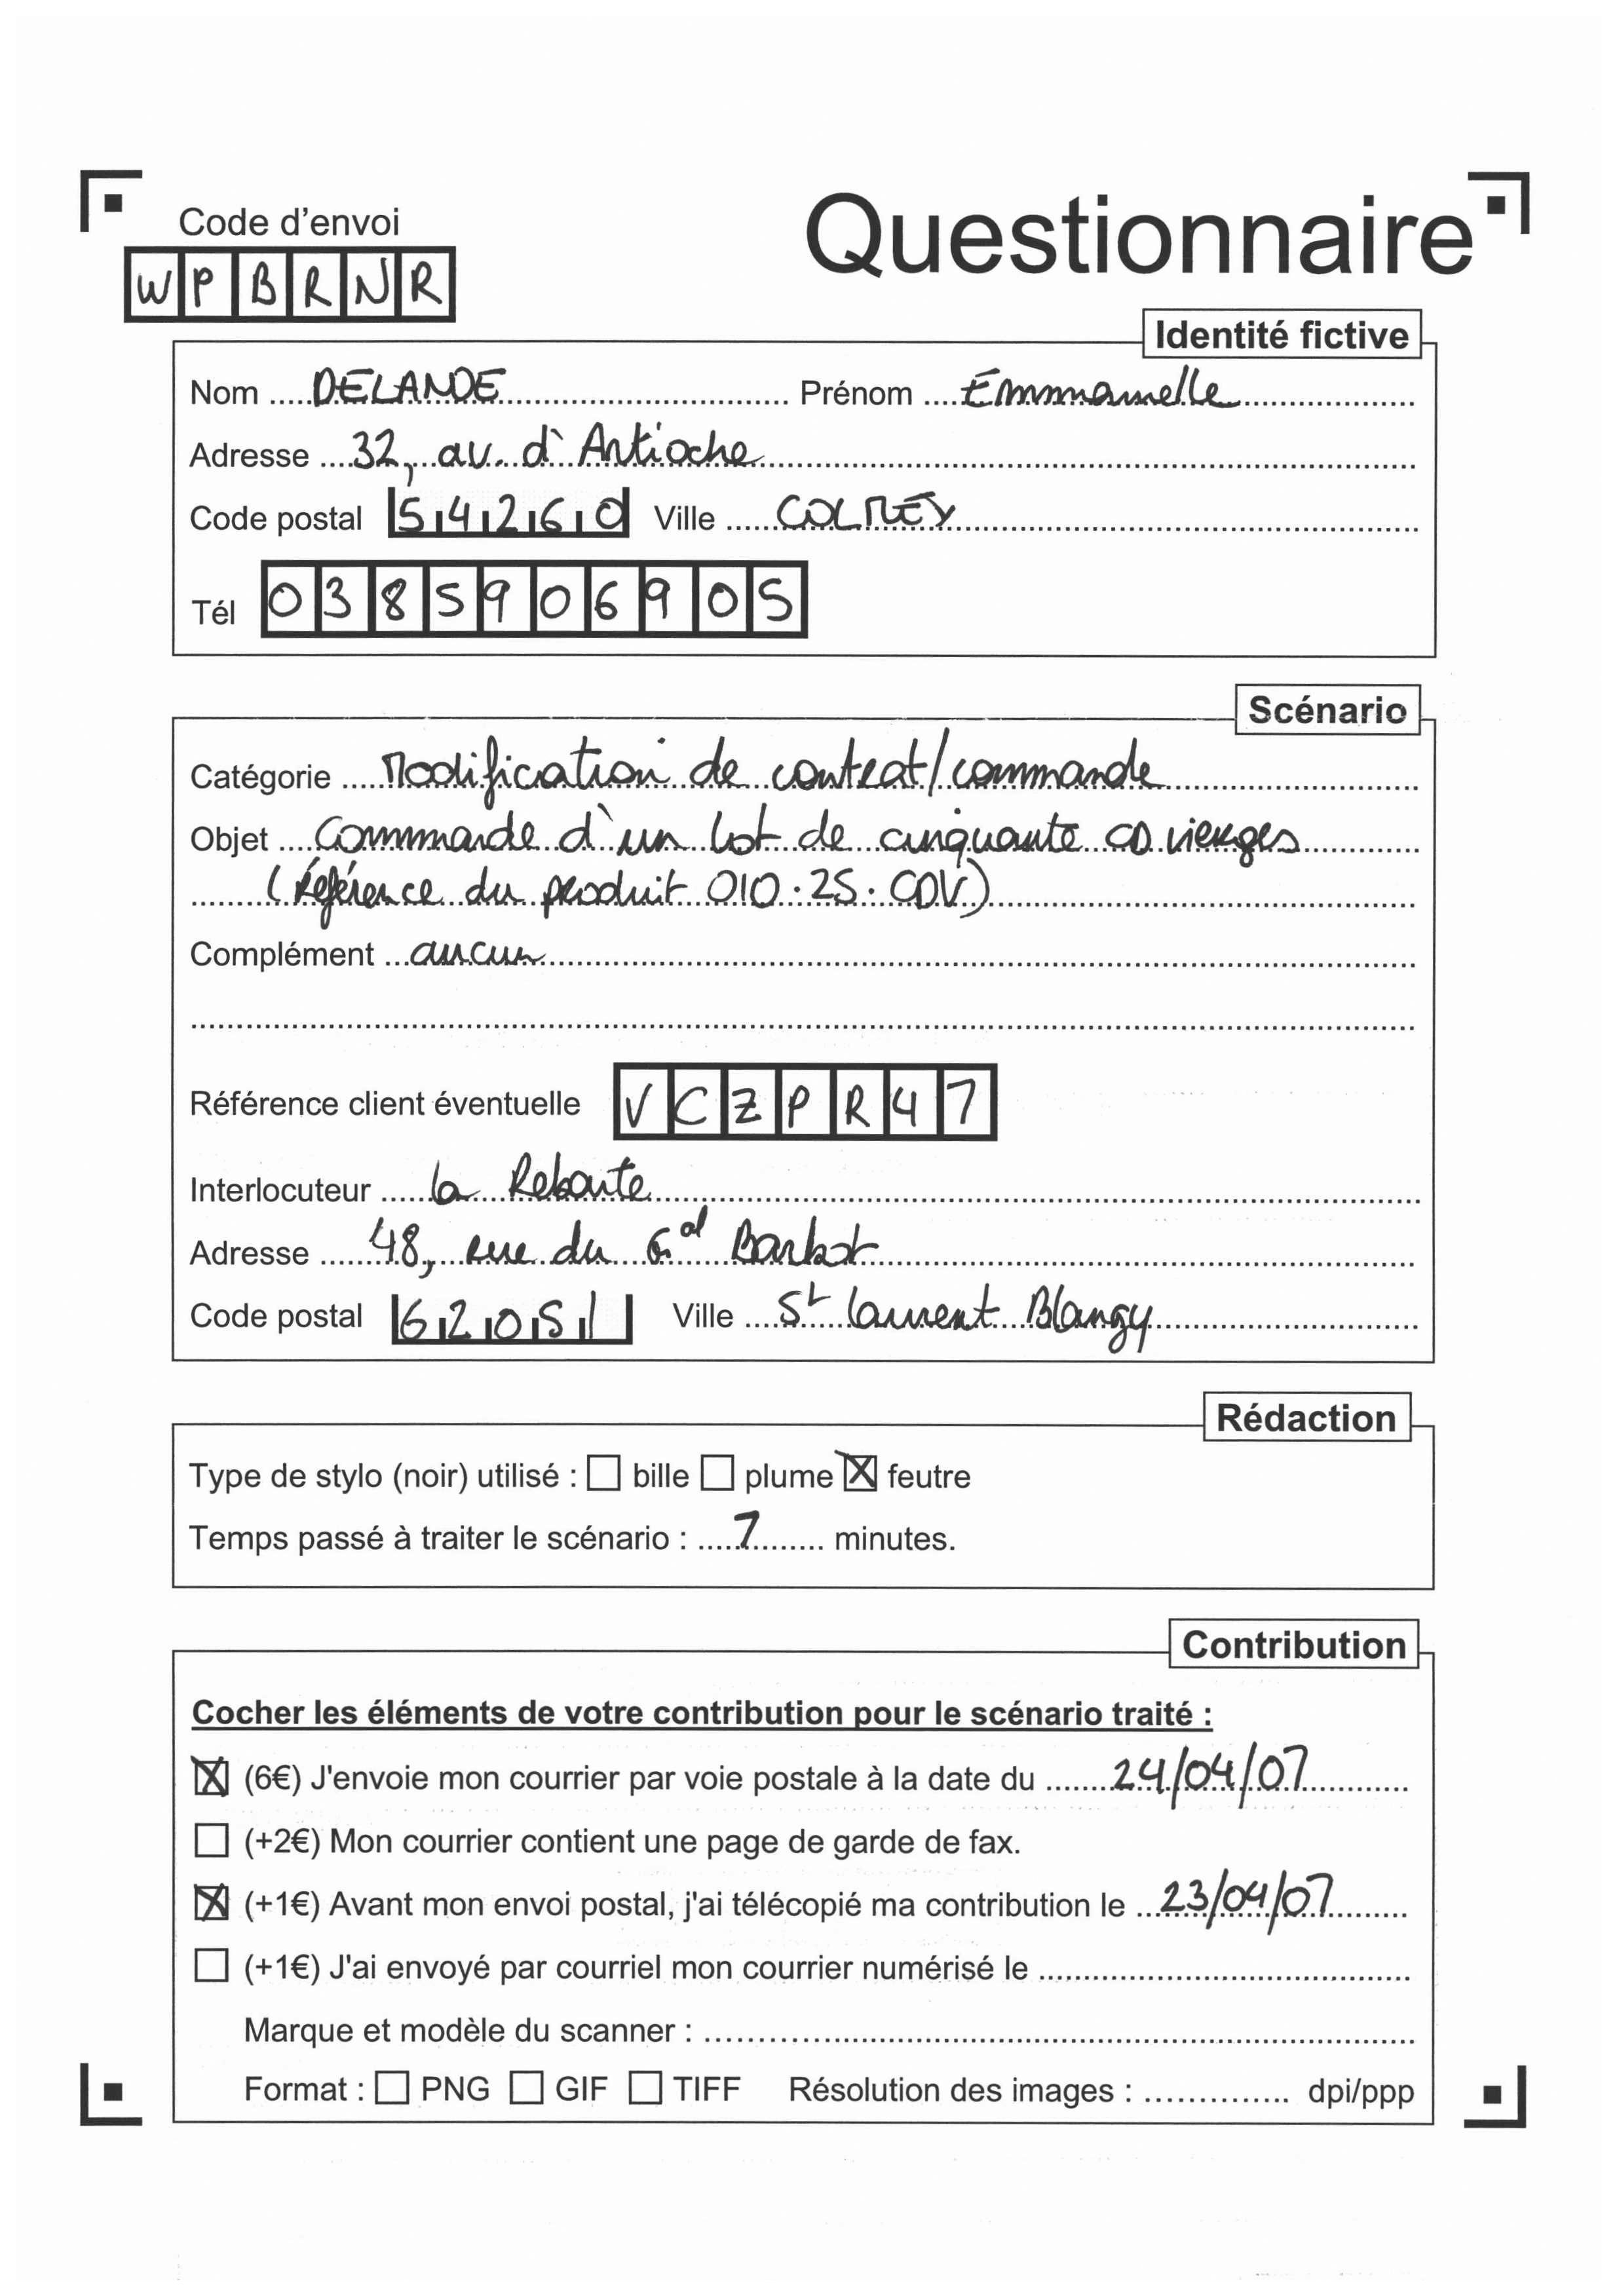 Code d'envoi
Questionnaire
WPBRNR
Identité fictive
Nom DELANDE Prénom Emmanuelle
Adresse 32, av. d'Antioche
Code postal 54260 Ville COLMEY
Tél 0385906905
Scénario
Catégorie Modification de contrat/commande
Objet Commande d'un lot de cinquante CD vierges
(référence du produit 010.25.CDV)
Complément aucun
Référence client éventuelle VCZPR47
Interlocuteur la Reboute
Adresse 48, rue du Gal Barbot
Code postal 62051 Ville St Laurent Blangy
Rédaction
Type de stylo (noir) utilisé : bille plume feutre
Temps passé à traiter le scénario : 7 minutes.
Contribution
Cocher les éléments de votre contribution pour le scénario traité :
(6€) J'envoie mon courrier par voie postale à la date du 24/04/07
(+2€) Mon courrier contient une page de garde de fax.
(+1€) Avant mon envoi postal, j'ai télécopié ma contribution le 23/04/07
(+1€) J'ai envoyé par courriel mon courrier numérisé le
Marque et modèle du scanner :
Format : PNG GIF TIFF Résolution des images : dpi/ppp